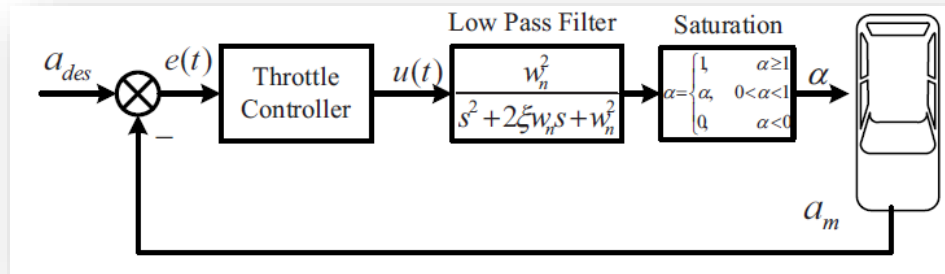 Low Pass Filter
Saturation
a_des
e(t)
Throttle
Controller
u(t)
w_n^2
s^2+2ξw_ns+w_n^2
α={1, α≥1
α, 0<α<1
0, α<0
α
−
a_m